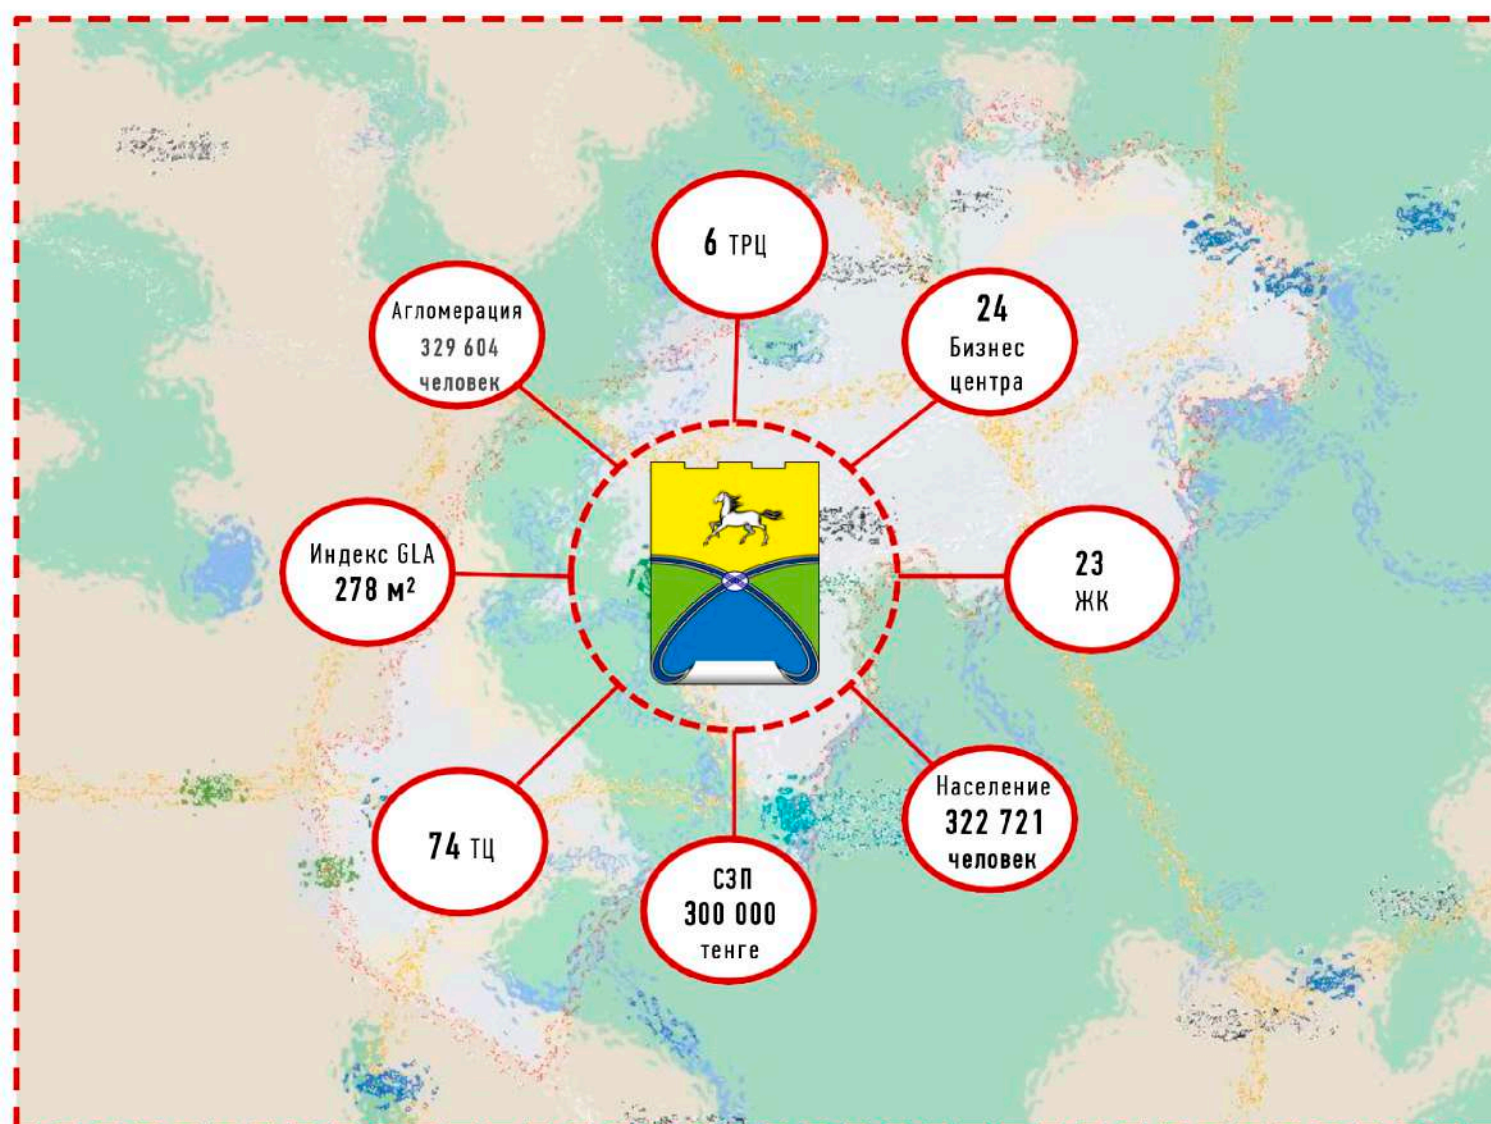 6 ТРЦ
24
Бизнес
центра
23
ЖК
Население
322 721
человек
СЗП
300 000
тенге
74 ТЦ
Индекс GLA
278 м²
Агломерация
329 604
человек